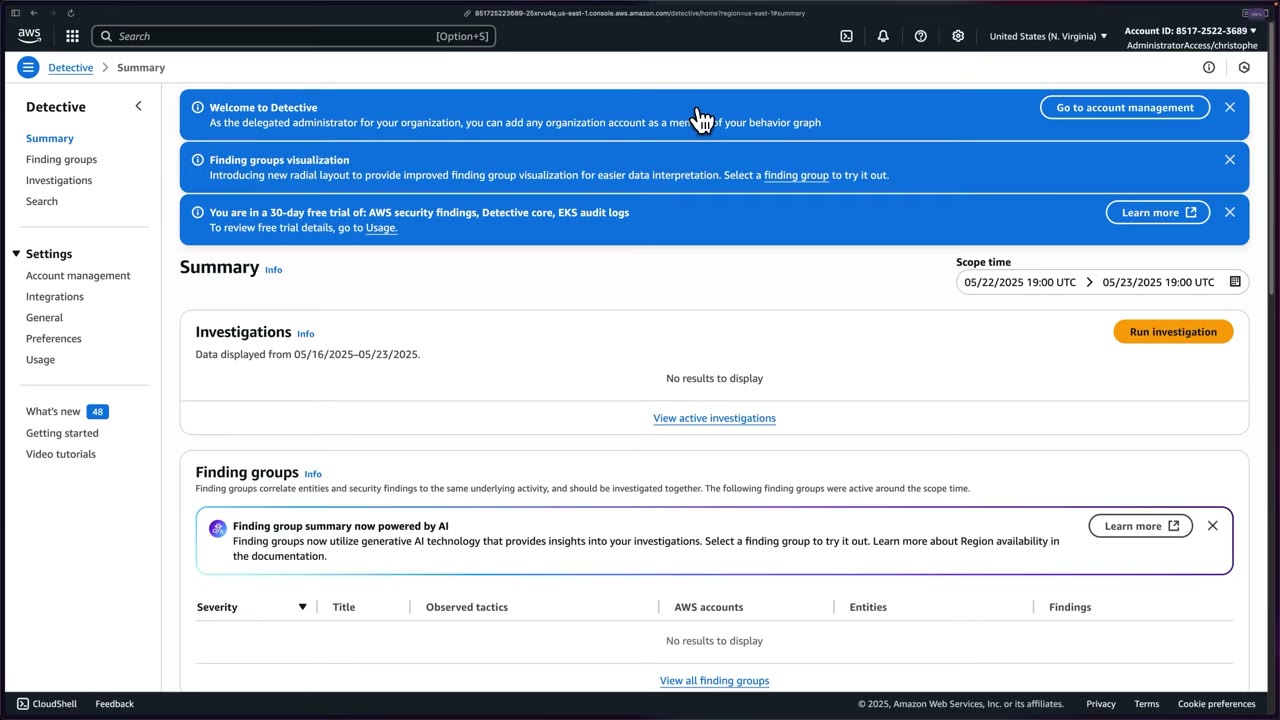 851725223689-25xrvu4q.us-east-1.console.aws.amazon.com/detective/home?region=us-east-1#summary
aws
Search
[Option+S]
United States (N. Virginia)
Account ID: 8517-2522-3689
AdministratorAccess/christophe
Detective
Summary
Detective
Summary
Finding groups
Investigations
Search
Settings
Account management
Integrations
General
Preferences
Usage
What's new 48
Getting started
Video tutorials
Welcome to Detective
As the delegated administrator for your organization, you can add any organization account as a mem of your behavior graph
Go to account management
Finding groups visualization
Introducing new radial layout to provide improved finding group visualization for easier data interpretation. Select a finding group to try it out.
You are in a 30-day free trial of: AWS security findings, Detective core, EKS audit logs
To review free trial details, go to Usage.
Learn more
Summary Info
Scope time
05/22/2025 19:00 UTC > 05/23/2025 19:00 UTC
Investigations Info
Run investigation
Data displayed from 05/16/2025–05/23/2025.
No results to display
View active investigations
Finding groups Info
Finding groups correlate entities and security findings to the same underlying activity, and should be investigated together. The following finding groups were active around the scope time.
Finding group summary now powered by AI
Finding groups now utilize generative AI technology that provides insights into your investigations. Select a finding group to try it out. Learn more about Region availability in
the documentation.
Learn more
Severity Title Observed tactics AWS accounts Entities Findings
No results to display
View all finding groups
CloudShell Feedback
© 2025, Amazon Web Services, Inc. or its affiliates. Privacy Terms Cookie preferences